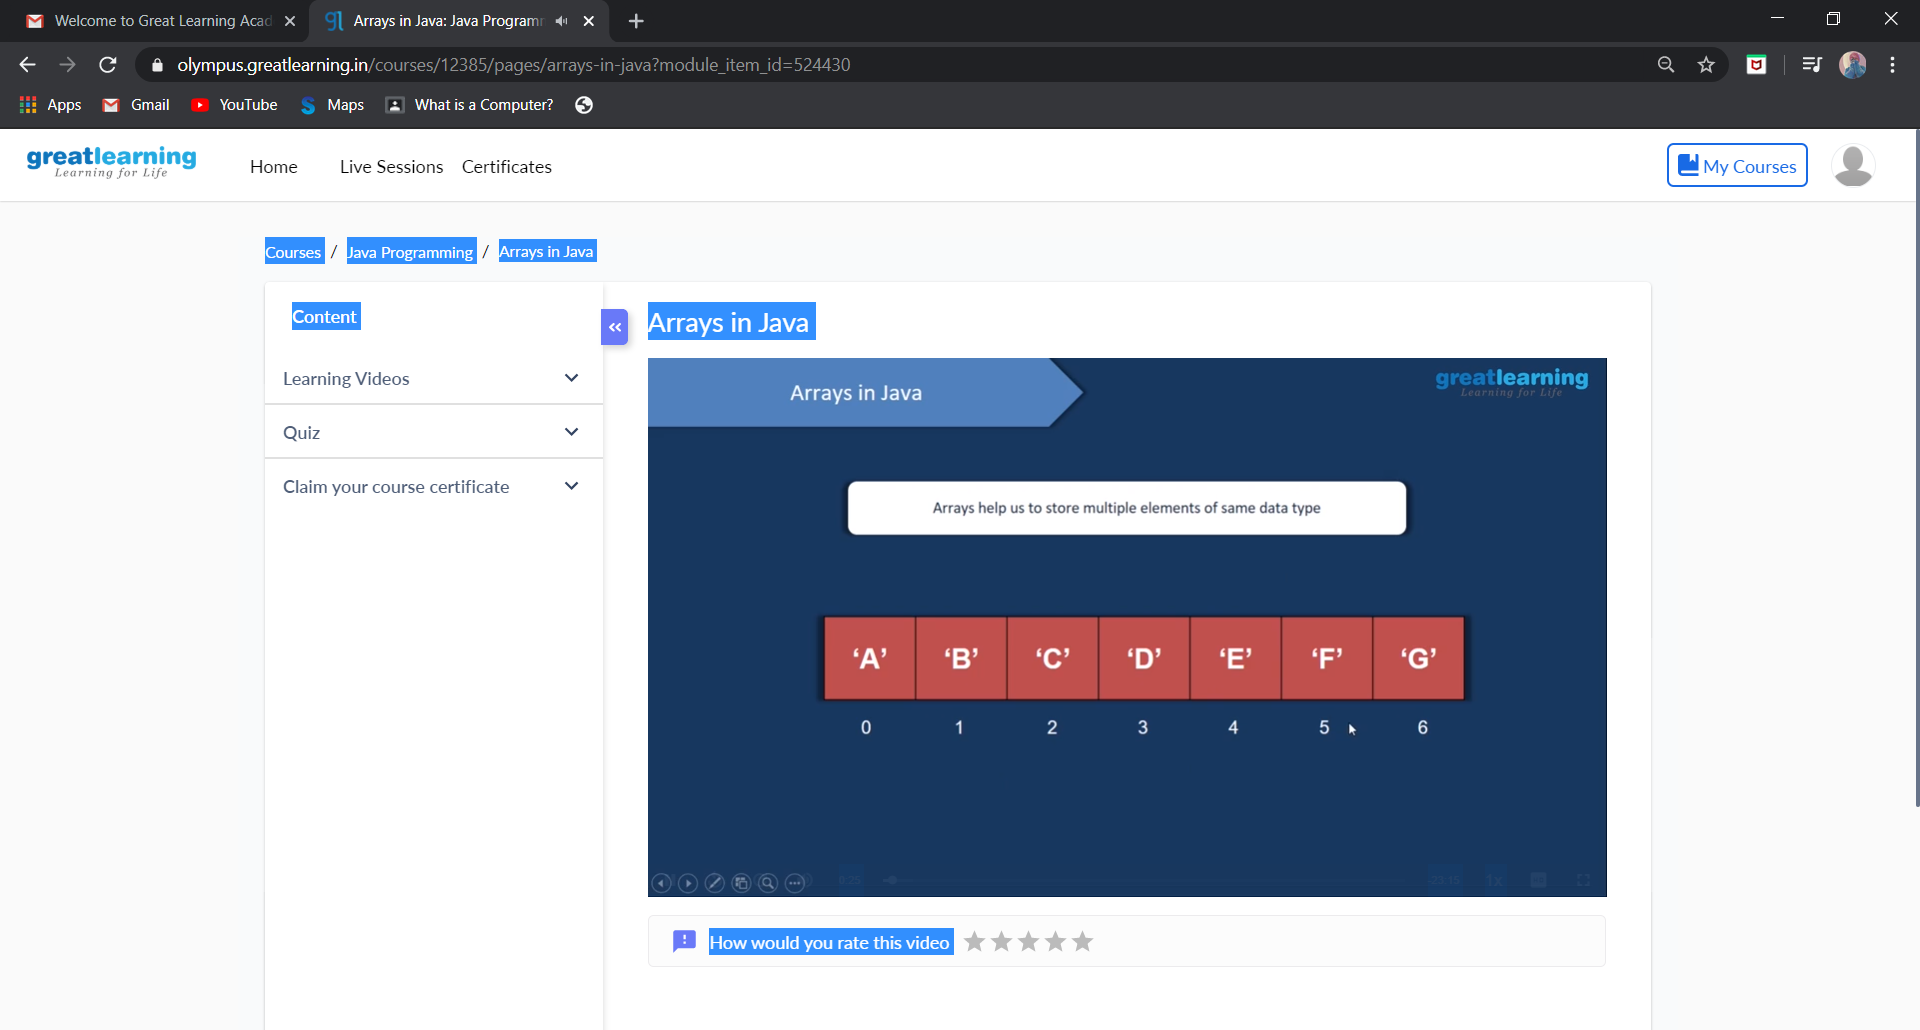 Welcome to Great Learning Acad
Arrays in Java: Java Programm
olympus.greatlearning.in/courses/12385/pages/arrays-in-java?module_item_id=524430
Apps Gmail YouTube Maps What is a Computer?
greatlearning
Learning for Life
Home Live Sessions Certificates
My Courses
Courses / Java Programming / Arrays in Java
Content
Learning Videos
Quiz
Claim your course certificate
«
Arrays in Java
Arrays in Java
greatlearning
Learning for Life
Arrays help us to store multiple elements of same data type
‘A’ ‘B’ ‘C’ ‘D’ ‘E’ ‘F’ ‘G’
0 1 2 3 4 5 6
How would you rate this video